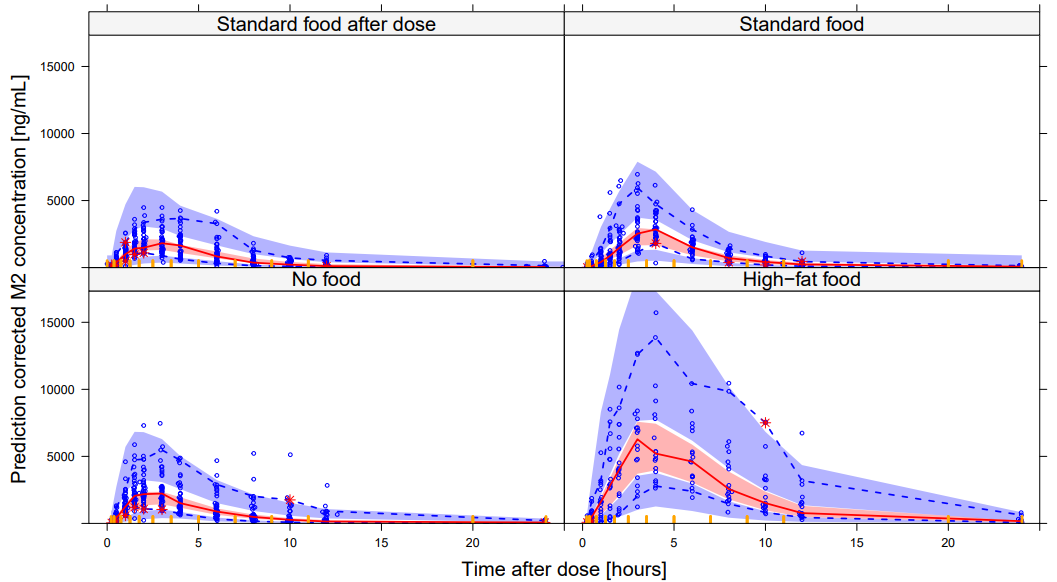 Standard food after dose
Standard food
15000
10000
5000
No food
High−fat food
15000
10000
5000
0
5
10
15
20
0
5
10
15
20
Time after dose [hours]
Prediction corrected M2 concentration [ng/mL]